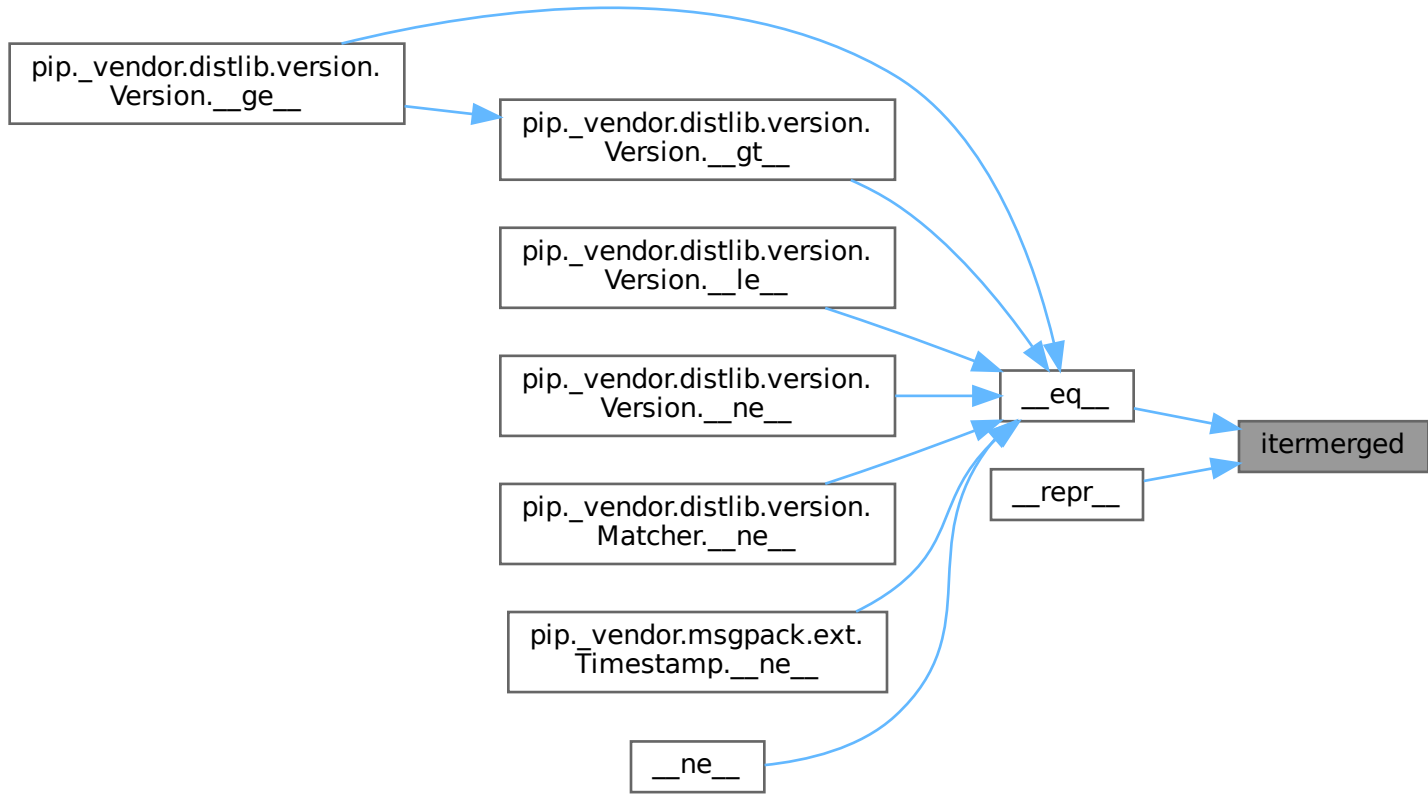 pip._vendor.distlib.version.
Version.__ge__
pip._vendor.distlib.version.
Version.__gt__
pip._vendor.distlib.version.
Version.__le__
pip._vendor.distlib.version.
Version.__ne__
pip._vendor.distlib.version.
Matcher.__ne__
pip._vendor.msgpack.ext.
Timestamp.__ne__
__ne__
__eq__
__repr__
itermerged